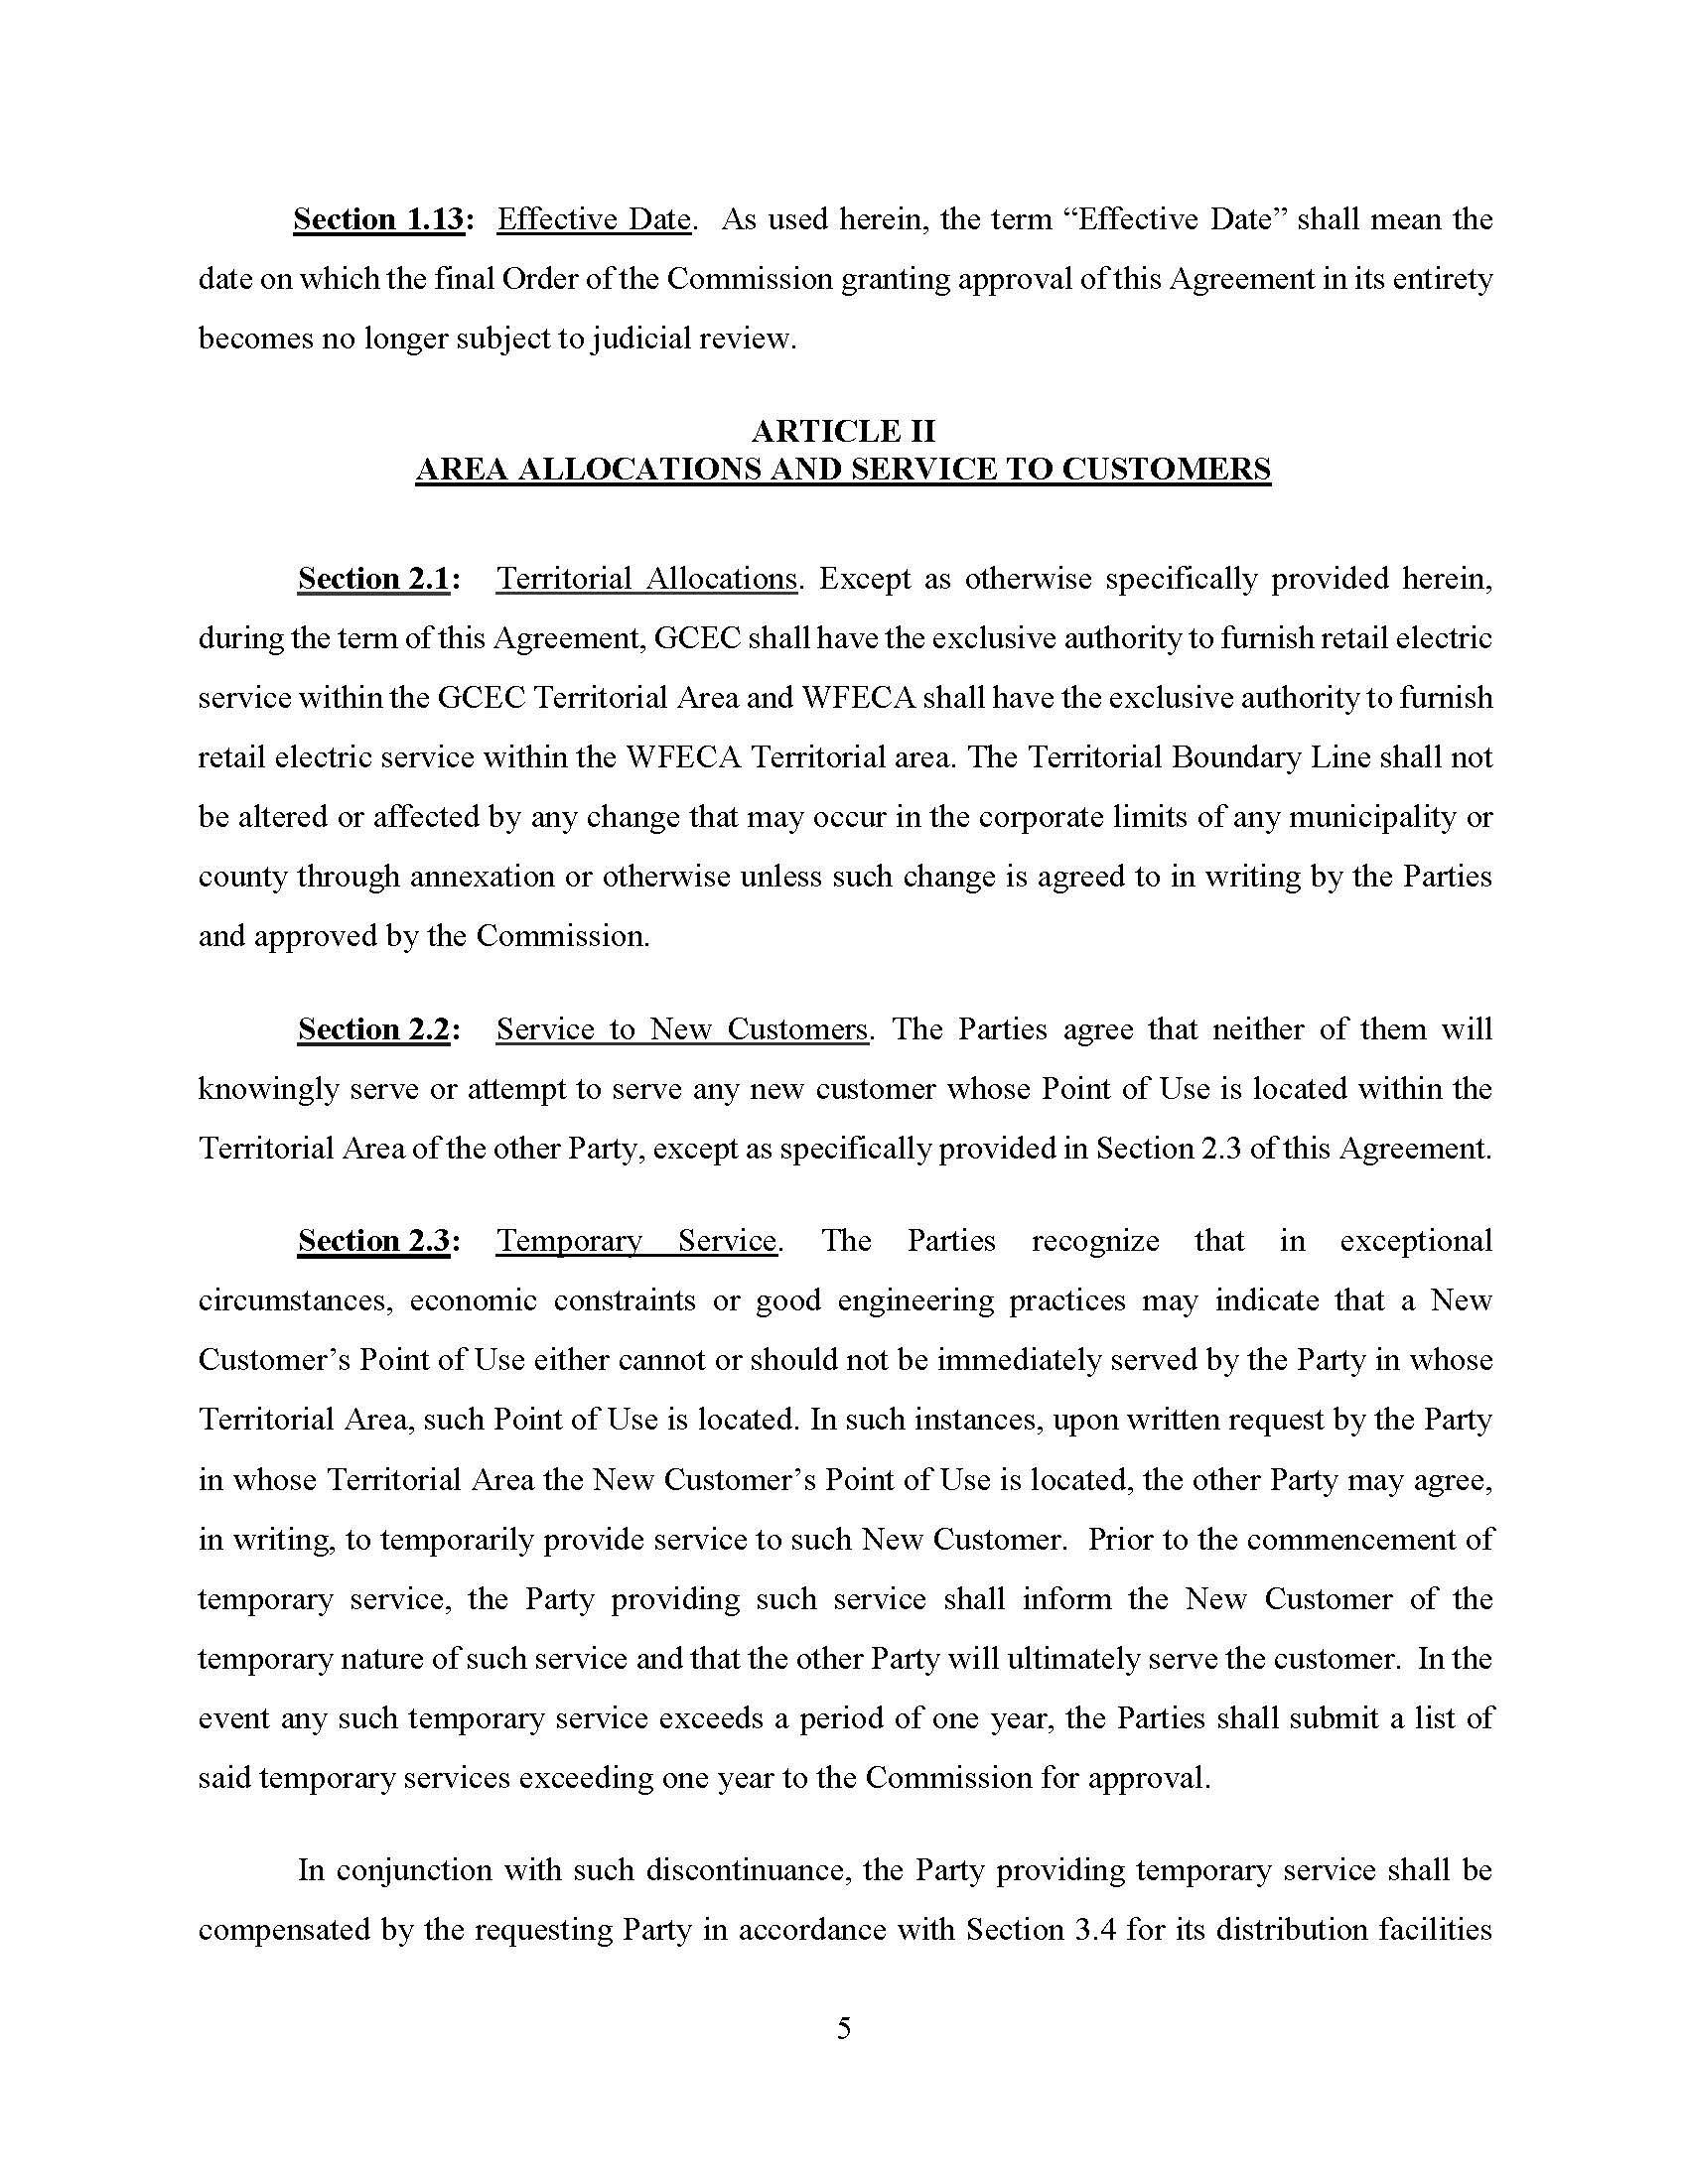 Section 1.13: Effective Date. As used herein, the term “Effective Date” shall mean the
date on which the final Order of the Commission granting approval of this Agreement in its entirety
becomes no longer subject to judicial review.
ARTICLE II
AREA ALLOCATIONS AND SERVICE TO CUSTOMERS
Section 2.1: Territorial Allocations. Except as otherwise specifically provided herein,
during the term of this Agreement, GCEC shall have the exclusive authority to furnish retail electric
service within the GCEC Territorial Area and WFECA shall have the exclusive authority to furnish
retail electric service within the WFECA Territorial area. The Territorial Boundary Line shall not
be altered or affected by any change that may occur in the corporate limits of any municipality or
county through annexation or otherwise unless such change is agreed to in writing by the Parties
and approved by the Commission.
Section 2.2: Service to New Customers. The Parties agree that neither of them will
knowingly serve or attempt to serve any new customer whose Point of Use is located within the
Territorial Area of the other Party, except as specifically provided in Section 2.3 of this Agreement.
Section 2.3: Temporary Service. The Parties recognize that in exceptional
circumstances, economic constraints or good engineering practices may indicate that a New
Customer’s Point of Use either cannot or should not be immediately served by the Party in whose
Territorial Area, such Point of Use is located. In such instances, upon written request by the Party
in whose Territorial Area the New Customer’s Point of Use is located, the other Party may agree,
in writing, to temporarily provide service to such New Customer. Prior to the commencement of
temporary service, the Party providing such service shall inform the New Customer of the
temporary nature of such service and that the other Party will ultimately serve the customer. In the
event any such temporary service exceeds a period of one year, the Parties shall submit a list of
said temporary services exceeding one year to the Commission for approval.
In conjunction with such discontinuance, the Party providing temporary service shall be
compensated by the requesting Party in accordance with Section 3.4 for its distribution facilities
5